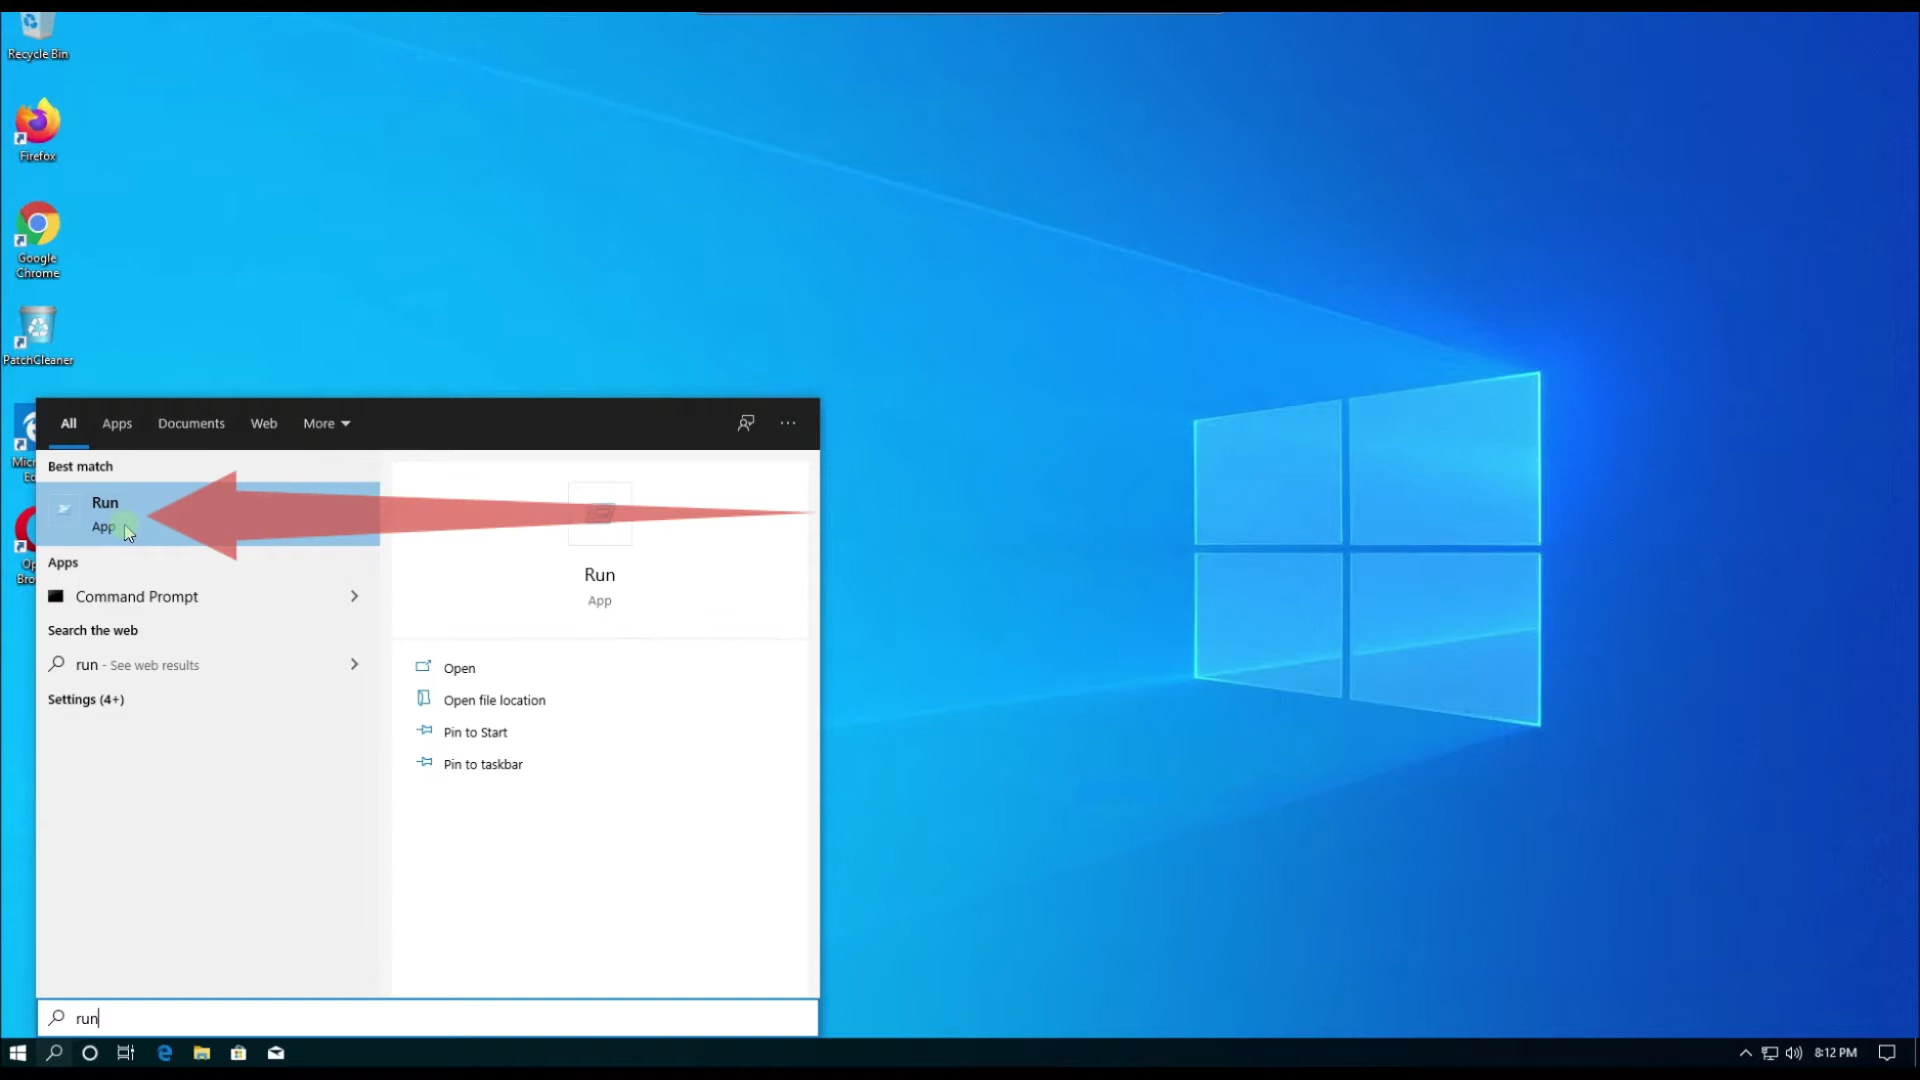 Recycle Bin
Firefox
Google
Chrome
PatchCleaner
All Apps Documents Web More
Best match
Run
App
Apps
Command Prompt
Search the web
run - See web results
Settings (4+)
Run
App
Open
Open file location
Pin to Start
Pin to taskbar
run
8:12 PM